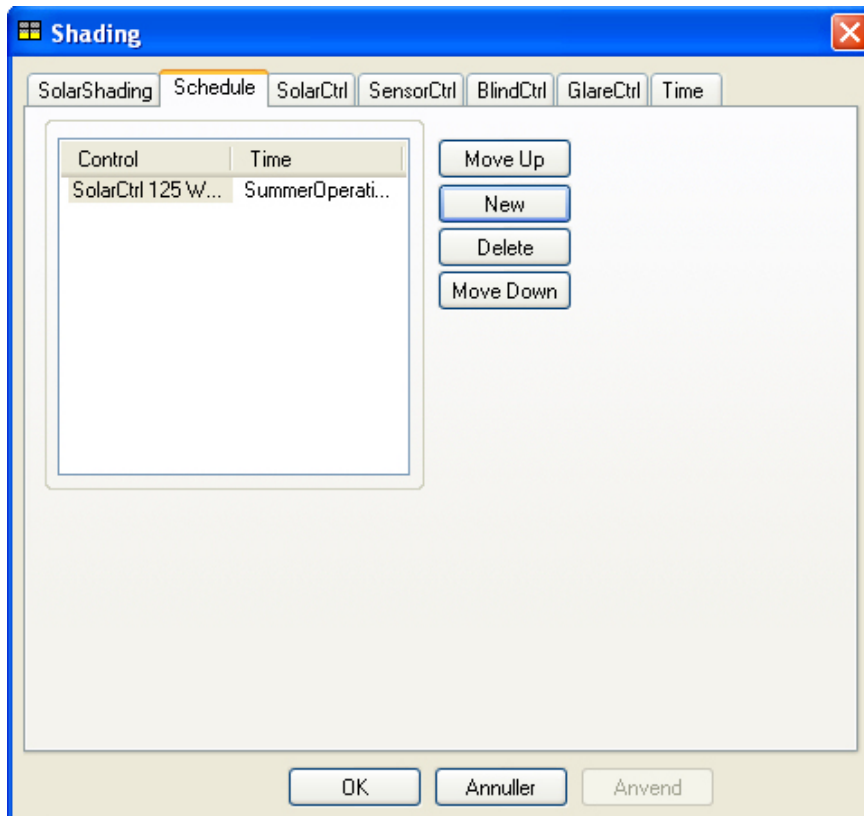 Shading
SolarShading Schedule SolarCtrl SensorCtrl BlindCtrl GlareCtrl Time
Control Time
SolarCtrl 125 W... SummerOperati...
Move Up
New
Delete
Move Down
OK Annuller Anvend